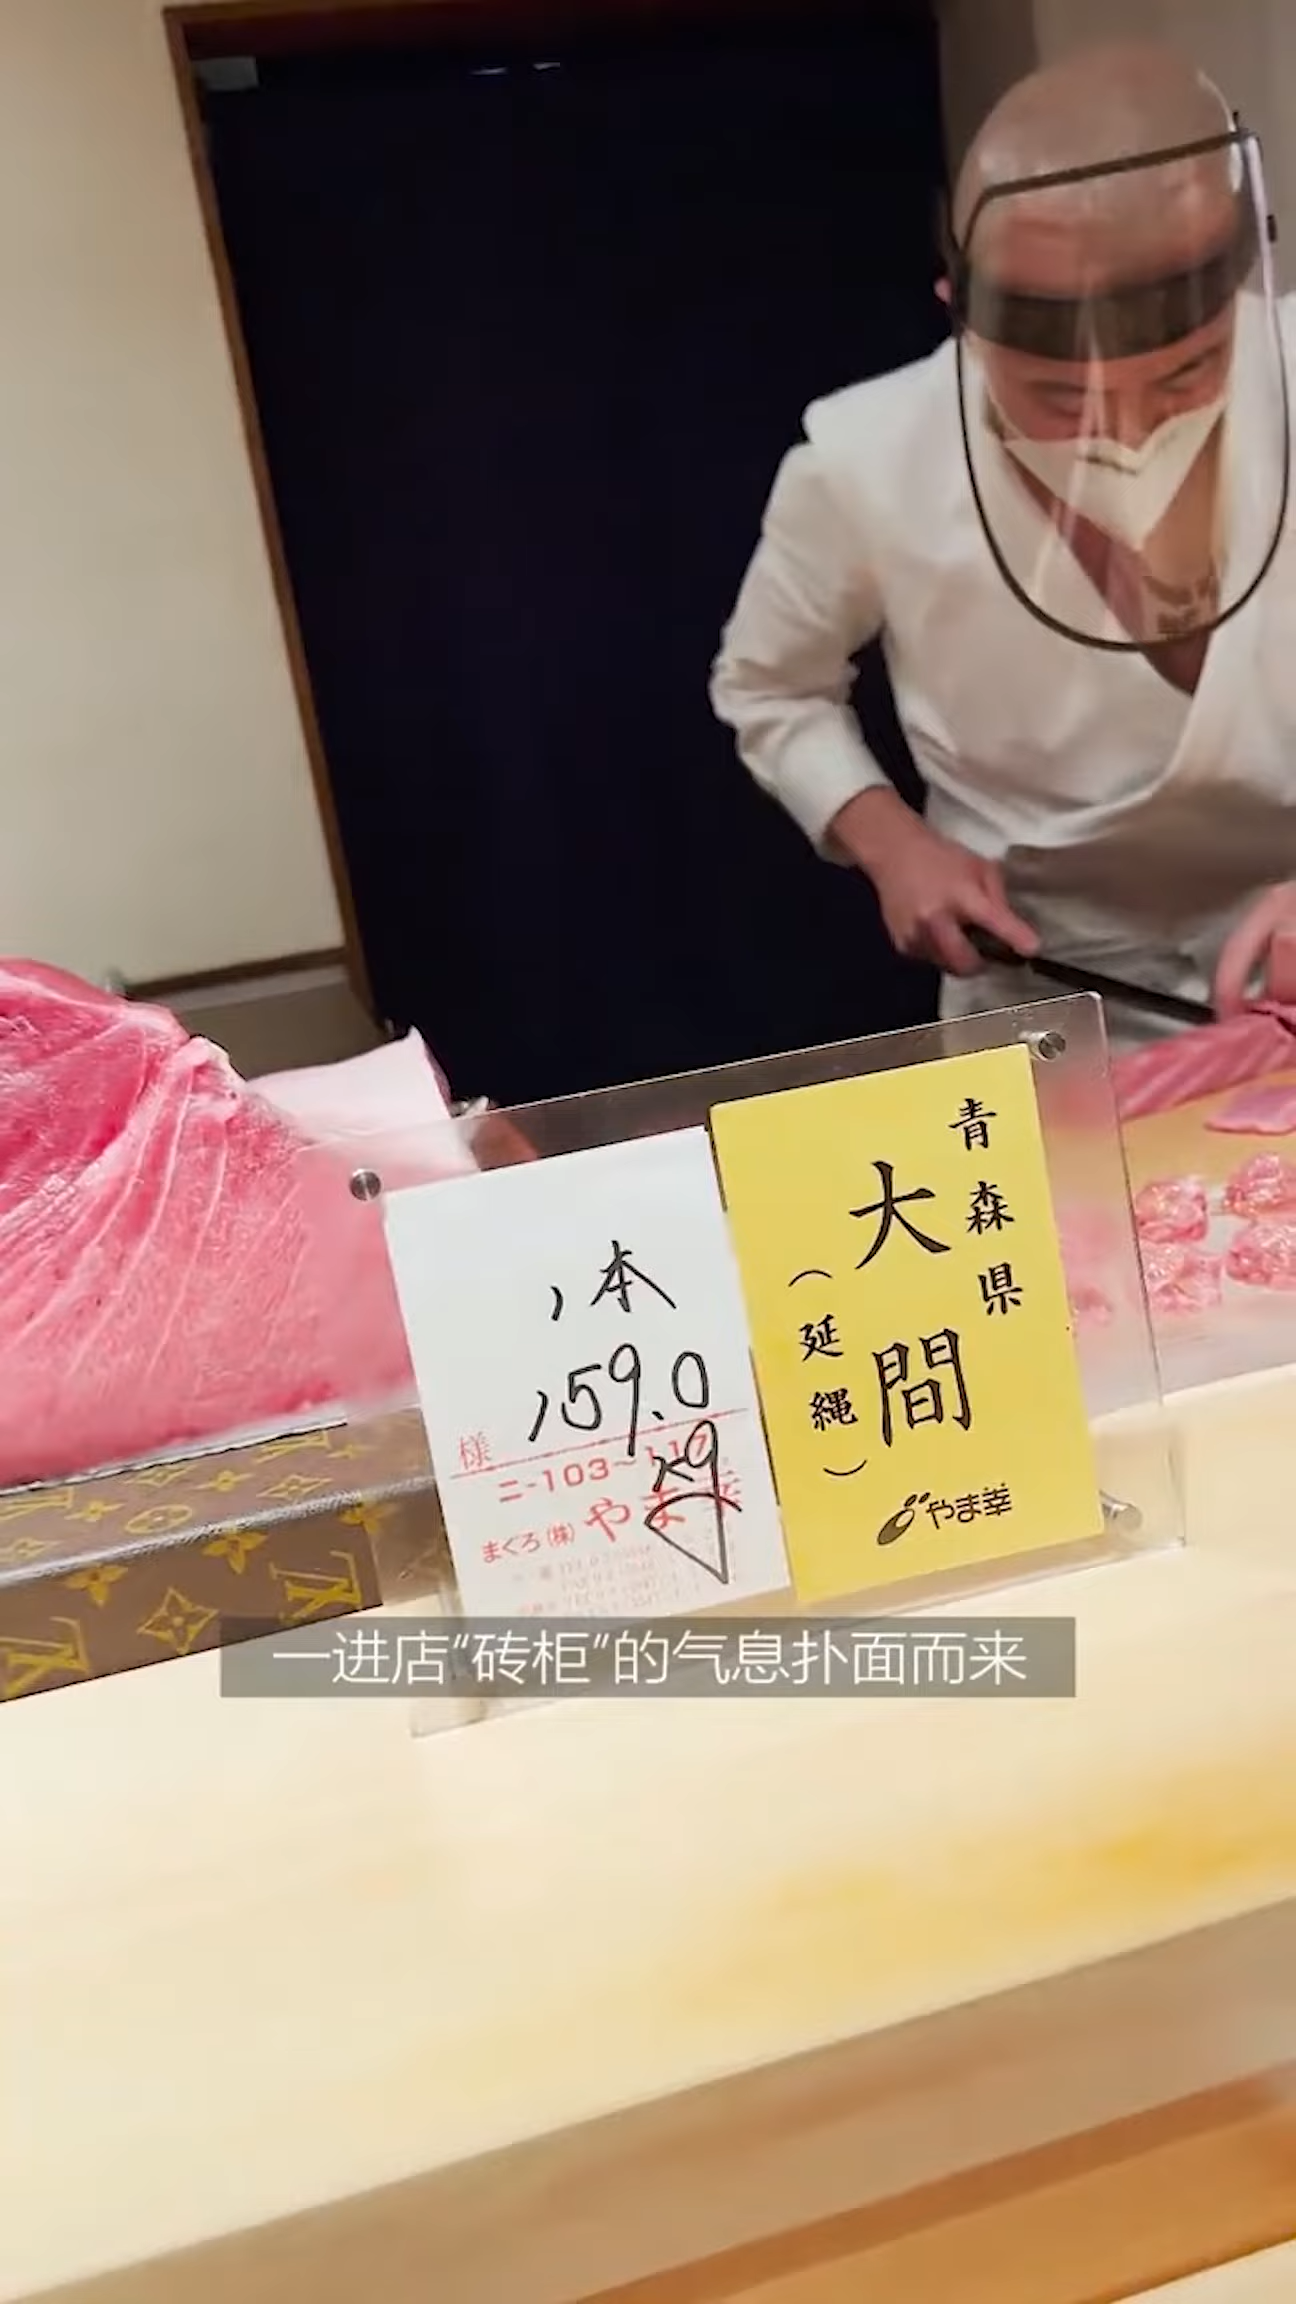 1本
159.0
kg
様
ニ-103~117
まぐろ(株)やま幸
青森県
大間
(延縄)
やま幸
一进店“砖柜”的气息扑面而来